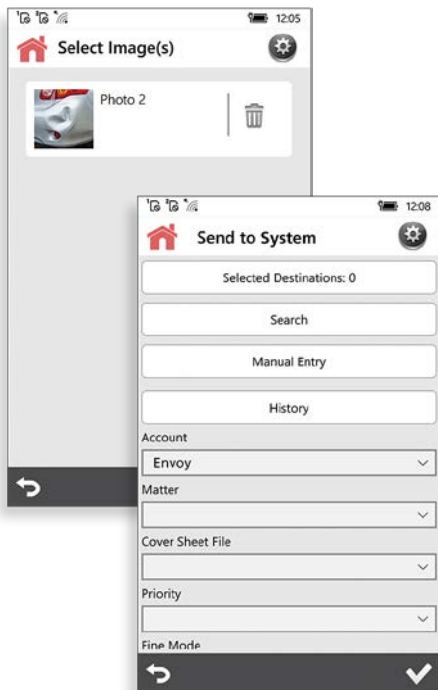 12:05
Select Image(s)
Photo 2
12:08
Send to System
Selected Destinations: 0
Search
Manual Entry
History
Account
Envoy
Matter
Cover Sheet File
Priority
Fine Mode